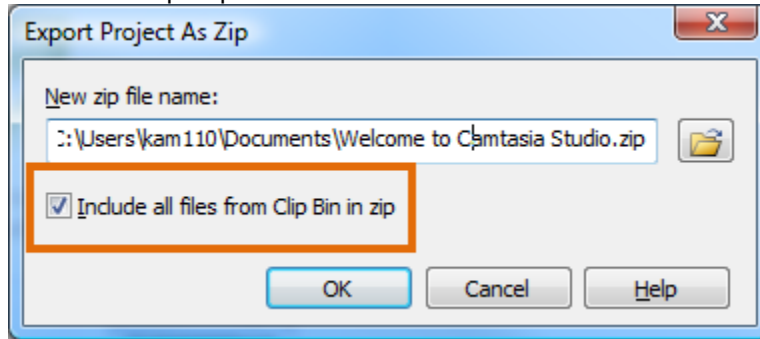 Export Project As Zip
New zip file name:
C:\Users\kam110\Documents\Welcome to Camtasia Studio.zip
Include all files from Clip Bin in zip
OK Cancel Help